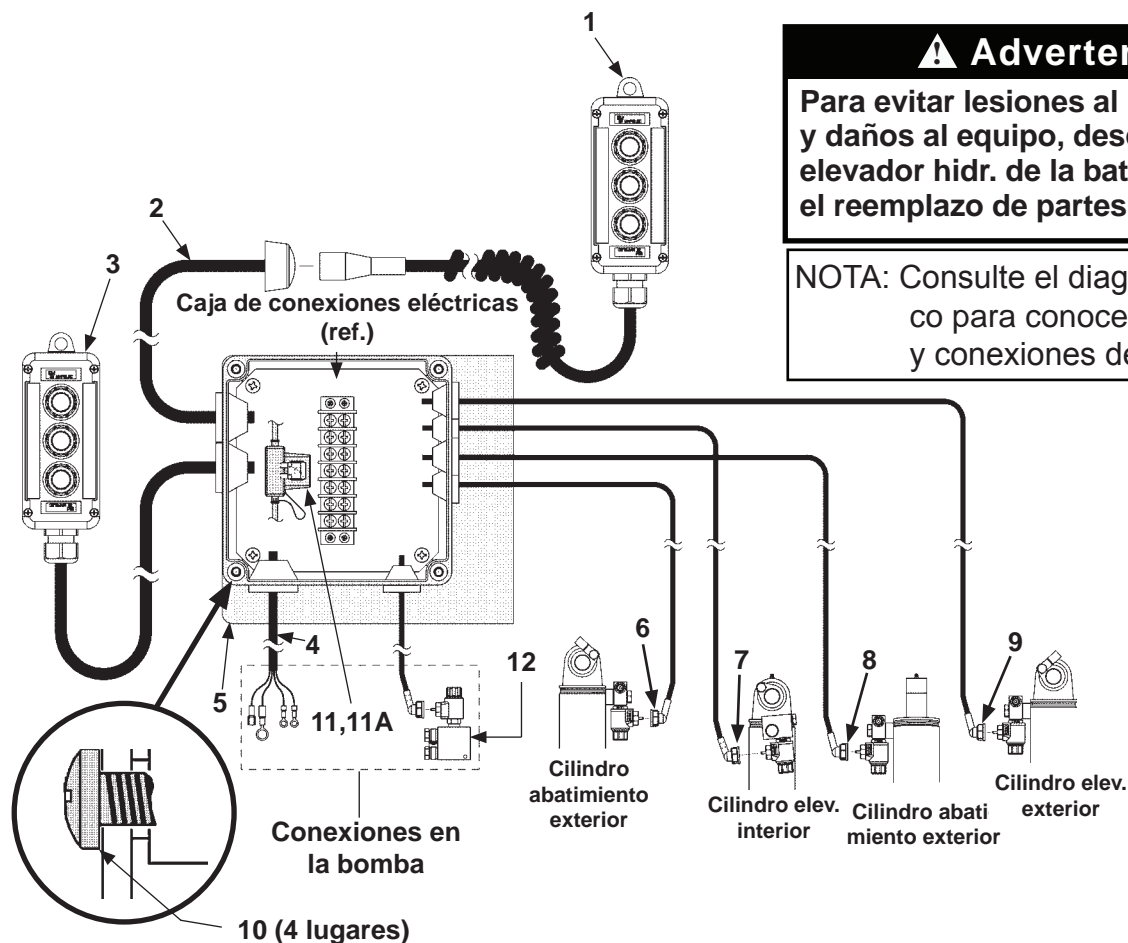 1
Adverten
Para evitar lesiones al
y daños al equipo, desc
elevador hidr. de la bat
el reemplazo de partes
NOTA: Consulte el diag
co para conoce
y conexiones de
2
3
Caja de conexiones eléctricas
(ref.)
4
5
6
7
8
9
12
11,11A
Cilindro
abatimiento
exterior
Cilindro elev.
interior
Cilindro abati
miento exterior
Cilindro elev.
exterior
Conexiones en
la bomba
10 (4 lugares)